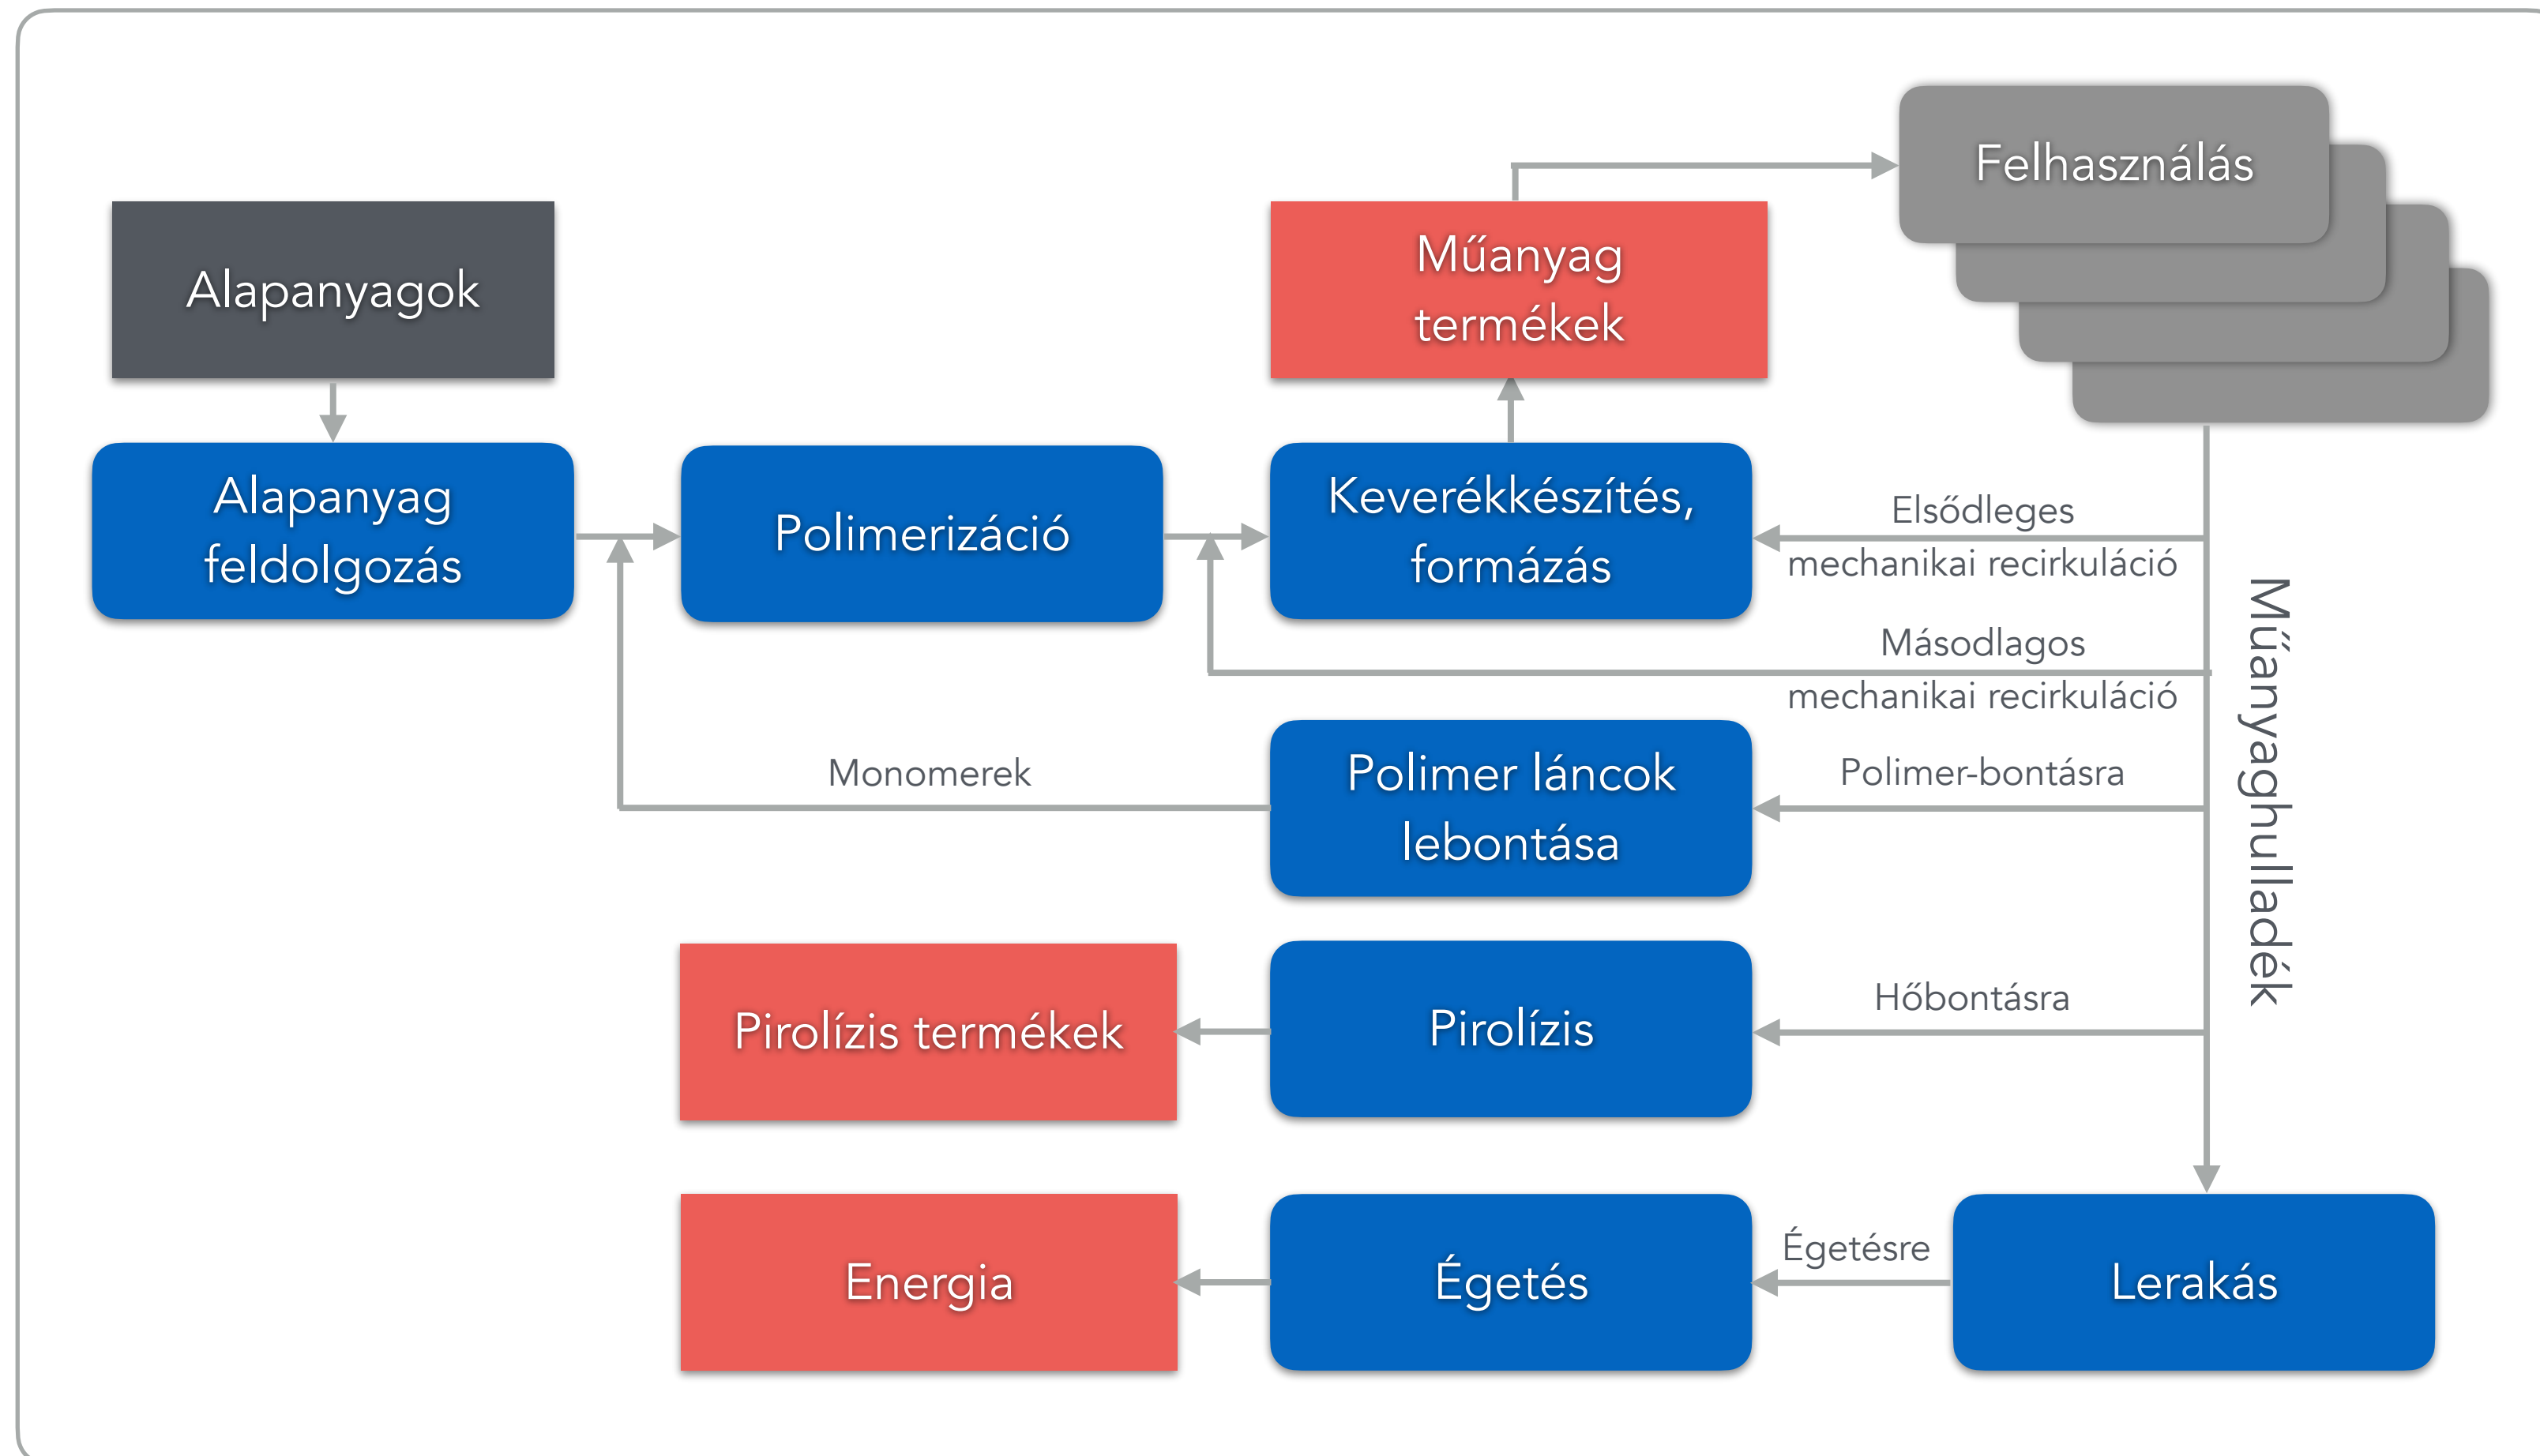 Felhasználás
Alapanyagok
Műanyag
termékek
Alapanyag
feldolgozás
Polimerizáció
Keverékkészítés,
formázás
Elsődleges
mechanikai recirkuláció
Másodlagos
mechanikai recirkuláció
Műanyaghulladék
Monomerek
Polimer láncok
lebontása
Polimer-bontásra
Pirolízis termékek
Pirolízis
Hőbontásra
Energia
Égetés
Égetésre
Lerakás